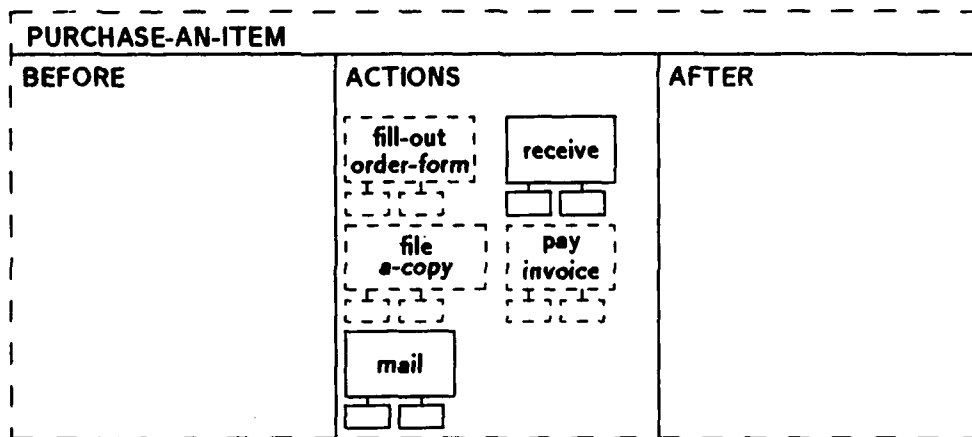 PURCHASE-AN-ITEM
BEFORE
ACTIONS
AFTER
fill-out
order-form
receive
file
a-copy
pay
invoice
mail